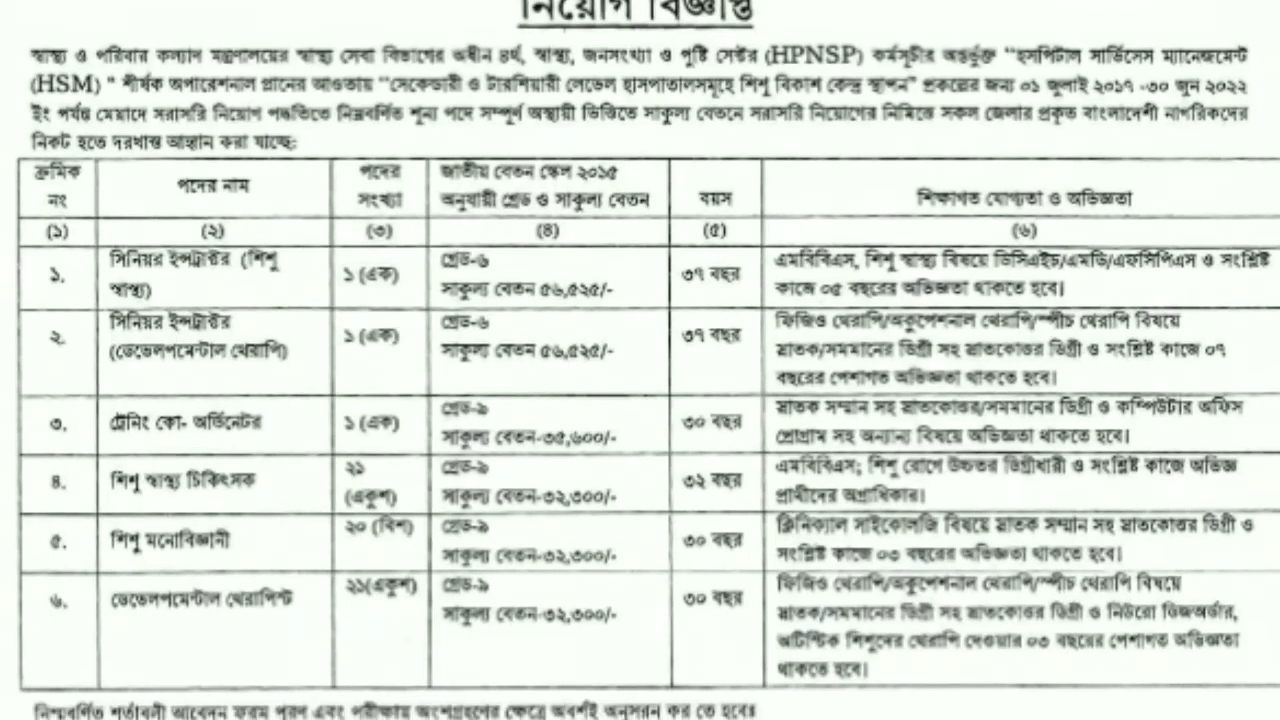 নিয়োগ বিজ্ঞপ্তি
স্বাস্থ্য ও পরিবার কল্যাণ মন্ত্রণালয়ের স্বাস্থ্য সেবা বিভাগের অধীন ৪র্থ, স্বাস্থ্য, জনসংখ্যা ও পুষ্টি সেক্টর (HPNSP) কর্মসূচীর অন্তর্ভুক্ত "হসপিটাল সার্ভিসেস ম্যানেজমেন্ট
(HSM) " শীর্ষক অপারেশনাল প্লানের আওতায় "সেকেন্ডারী ও টারশিয়ারী লেভেল হাসপাতালসমূহে শিশু বিকাশ কেন্দ্র স্থাপন" প্রকল্পের জন্য ০১ জুলাই ২০১৭ -৩০ জুন ২০২২
ইং পর্যন্ত মেয়াদে সরাসরি নিয়োগ পদ্ধতিতে নিম্নবর্ণিত শূন্য পদে সম্পূর্ণ অস্থায়ী ভিত্তিতে সাকুল্য বেতনে সরাসরি নিয়োগের নিমিত্তে সকল জেলার প্রকৃত বাংলাদেশী নাগরিকদের
নিকট হতে দরখাস্ত আহ্বান করা যাচ্ছে:
ক্রমিক নং পদের নাম পদের সংখ্যা জাতীয় বেতন স্কেল ২০১৫ অনুযায়ী গ্রেড ও সাকুল্য বেতন বয়স শিক্ষাগত যোগ্যতা ও অভিজ্ঞতা
(১) (২) (৩) (৪) (৫) (৬)
১. সিনিয়র ইন্সট্রাক্টর (শিশু ১ (এক) গ্রেড-৬ ৩৭ বছর এমবিবিএস, শিশু স্বাস্থ্য বিষয়ে ডিসিএইচ/এমডি/এফসিপিএস ও সংশ্লিষ্ট
স্বাস্থ্য) সাকুল্য বেতন ৫৬,৫২৫/- কাজে ০৫ বছরের অভিজ্ঞতা থাকতে হবে।
২. সিনিয়র ইন্সট্রাক্টর ১ (এক) গ্রেড-৬ ৩৭ বছর ফিজিও থেরাপি/অকুপেশনাল থেরাপি/স্পীচ থেরাপি বিষয়ে
(ডেভেলপমেন্টাল থেরাপি) সাকুল্য বেতন ৫৬,৫২৫/- স্নাতক/সমমানের ডিগ্রী সহ স্নাতকোত্তর ডিগ্রী ও সংশ্লিষ্ট কাজে ০৭
বছরের পেশাগত অভিজ্ঞতা থাকতে হবে।
৩. ট্রেনিং কো- অর্ডিনেটর ১ (এক) গ্রেড-৯ ৩০ বছর স্নাতক সম্মান সহ স্নাতকোত্তর/সমমানের ডিগ্রী ও কম্পিউটার অফিস
সাকুল্য বেতন-৩৫,৬০০/- প্রোগ্রাম সহ অন্যান্য বিষয়ে অভিজ্ঞতা থাকতে হবে।
৪. শিশু স্বাস্থ্য চিকিৎসক ২১ গ্রেড-৯ ৩২ বছর এমবিবিএস; শিশু রোগে উচ্চতর ডিগ্রীধারী ও সংশ্লিষ্ট কাজে অভিজ্ঞ
(একুশ) সাকুল্য বেতন-৩২,৩০০/- প্রার্থীদের অগ্রাধিকার।
৫. শিশু মনোবিজ্ঞানী ২০ (বিশ) গ্রেড-৯ ৩০ বছর ক্লিনিক্যাল সাইকোলজি বিষয়ে স্নাতক সম্মান সহ স্নাতকোত্তর ডিগ্রী ও
সাকুল্য বেতন-৩২,৩০০/- সংশ্লিষ্ট কাজে ০৩ বছরের অভিজ্ঞতা থাকতে হবে।
৬. ডেভেলপমেন্টাল থেরাপিস্ট ২১(একুশ) গ্রেড-৯ ৩০ বছর ফিজিও থেরাপি/অকুপেশনাল থেরাপি/স্পীচ থেরাপি বিষয়ে
সাকুল্য বেতন-৩২,৩০০/- স্নাতক/সমমানের ডিগ্রী সহ স্নাতকোত্তর ডিগ্রী ও নিউরো ডিজঅর্ডার,
অটিস্টিক শিশুদের থেরাপি দেওয়ার ০৩ বছরের পেশাগত অভিজ্ঞতা
থাকতে হবে।
নিম্নবর্ণিত শর্তাবলী আবেদন ফরম পূরণ এবং পরীক্ষায় অংশগ্রহণের ক্ষেত্রে অবশ্যই অনুসরন কর তে হবেঃ